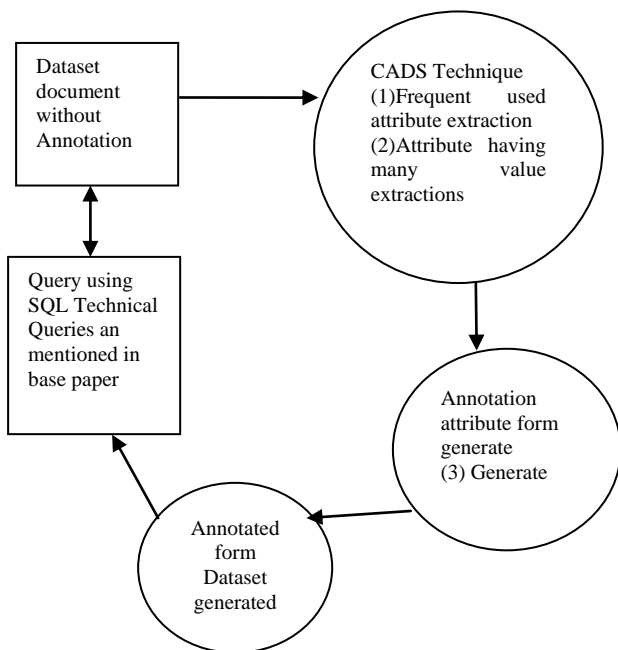 Dataset
document
without
Annotation
CADS Technique
(1)Frequent used
attribute extraction
(2)Attribute having
many value
extractions
Query using
SQL Technical
Queries an
mentioned in
base paper
Annotation
attribute form
generate
(3) Generate
Annotated
form
Dataset
generated